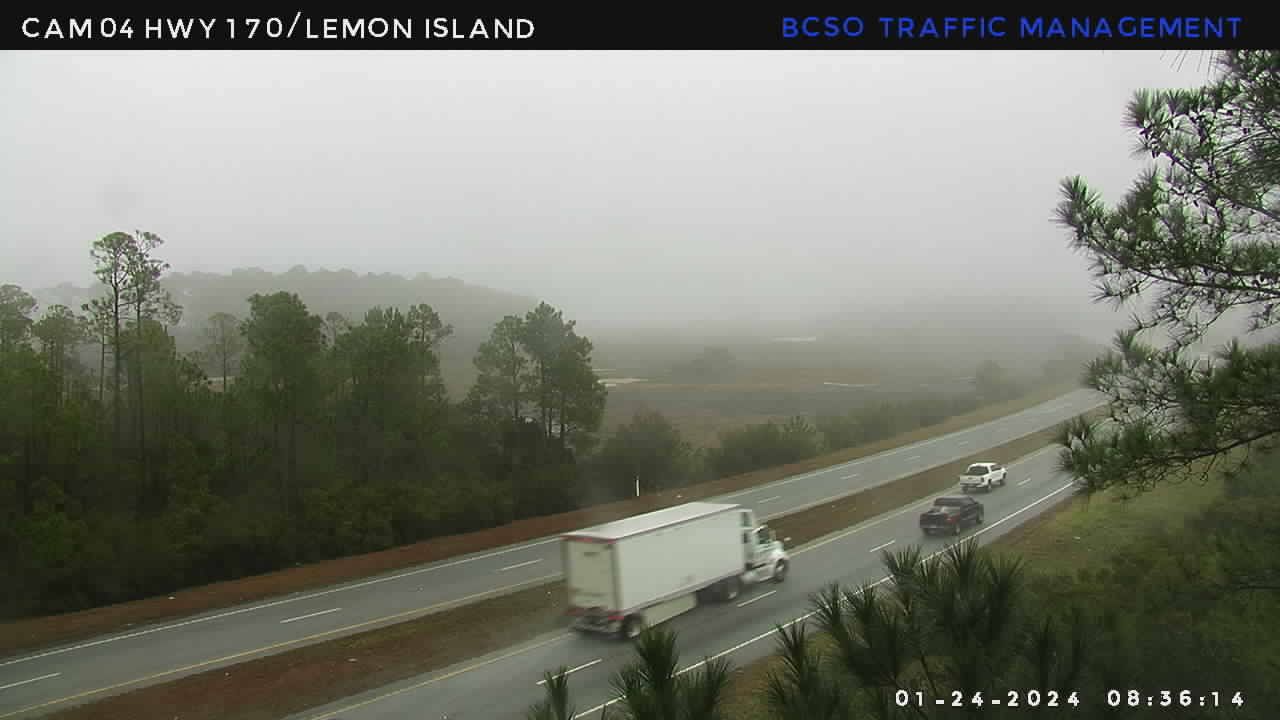 CAM04 HWY 170/LEMON ISLAND
BCSO TRAFFIC MANAGEMENT
01-24-2024 08:36:14